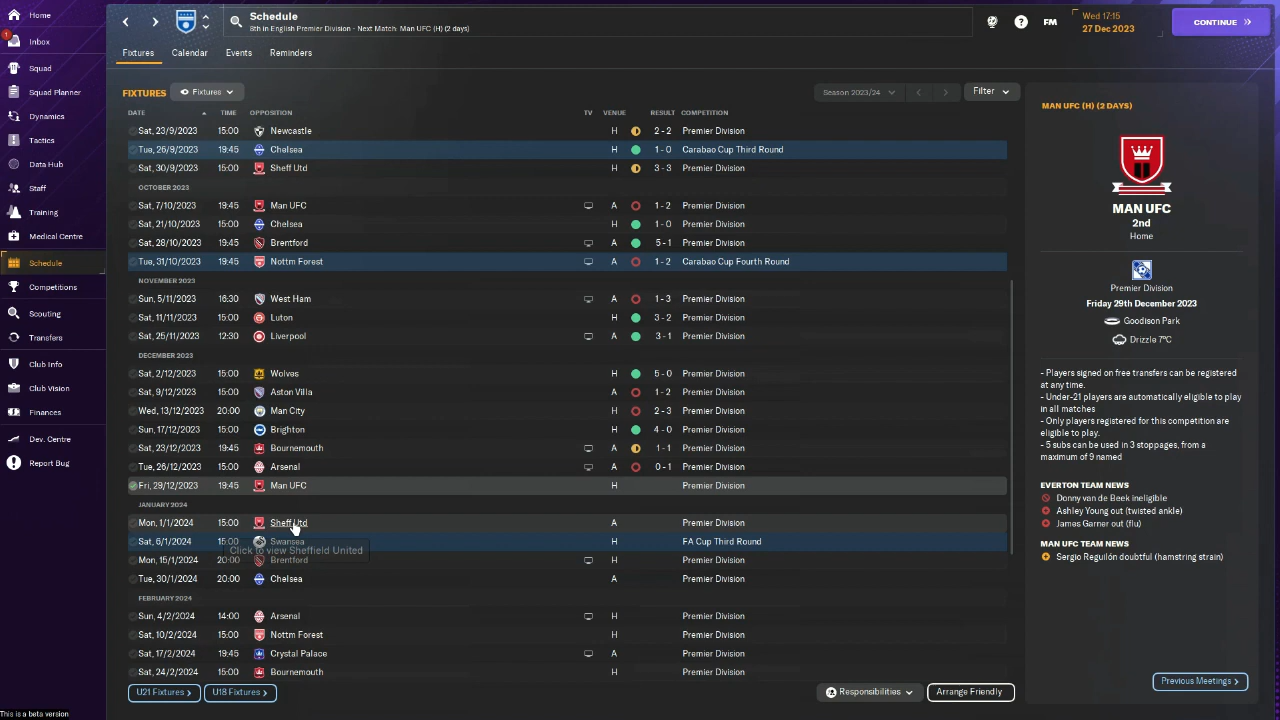 Home
Schedule
8th in English Premier Division - Next Match: Man UFC (H) (2 days)
FM
Wed 17:15
27 Dec 2023
CONTINUE
1
Inbox
Squad
Squad Planner
Dynamics
Tactics
Data Hub
Staff
Training
Medical Centre
Schedule
Competitions
Scouting
Transfers
Club Info
Club Vision
Finances
Dev. Centre
Report Bug
This is a beta version
Fixtures Calendar Events Reminders
FIXTURES Fixtures Season 2023/24 Filter
DATE TIME OPPOSITION TV VENUE RESULT COMPETITION
Sat, 23/9/2023 15:00 Newcastle H 2 - 2 Premier Division
Tue, 26/9/2023 19:45 Chelsea H 1 - 0 Carabao Cup Third Round
Sat, 30/9/2023 15:00 Sheff Utd H 3 - 3 Premier Division
OCTOBER 2023
Sat, 7/10/2023 19:45 Man UFC A 1 - 2 Premier Division
Sat, 21/10/2023 15:00 Chelsea H 1 - 0 Premier Division
Sat, 28/10/2023 19:45 Brentford A 5 - 1 Premier Division
Tue, 31/10/2023 19:45 Nottm Forest A 1 - 2 Carabao Cup Fourth Round
NOVEMBER 2023
Sun, 5/11/2023 16:30 West Ham A 1 - 3 Premier Division
Sat, 11/11/2023 15:00 Luton H 3 - 2 Premier Division
Sat, 25/11/2023 12:30 Liverpool A 3 - 1 Premier Division
DECEMBER 2023
Sat, 2/12/2023 15:00 Wolves H 5 - 0 Premier Division
Sat, 9/12/2023 15:00 Aston Villa A 1 - 2 Premier Division
Wed, 13/12/2023 20:00 Man City H 2 - 3 Premier Division
Sun, 17/12/2023 15:00 Brighton H 4 - 0 Premier Division
Sat, 23/12/2023 19:45 Bournemouth A 1 - 1 Premier Division
Tue, 26/12/2023 15:00 Arsenal A 0 - 1 Premier Division
Fri, 29/12/2023 19:45 Man UFC H Premier Division
JANUARY 2024
Mon, 1/1/2024 15:00 Sheff Utd A Premier Division
Sat, 6/1/2024 15:00 Swansea H FA Cup Third Round
Click to view Sheffield United
Mon, 15/1/2024 20:00 Brentford H Premier Division
Tue, 30/1/2024 20:00 Chelsea A Premier Division
FEBRUARY 2024
Sun, 4/2/2024 14:00 Arsenal H Premier Division
Sat, 10/2/2024 15:00 Nottm Forest H Premier Division
Sat, 17/2/2024 19:45 Crystal Palace A Premier Division
Sat, 24/2/2024 15:00 Bournemouth H Premier Division
U21 Fixtures U18 Fixtures Responsibilities Arrange Friendly
MAN UFC (H) (2 DAYS)
MAN UFC
2nd
Home
Premier Division
Friday 29th December 2023
Goodison Park
Drizzle 7°C
- Players signed on free transfers can be registered
at any time.
- Under-21 players are automatically eligible to play
in all matches
- Only players registered for this competition are
eligible to play.
- 5 subs can be used in 3 stoppages, from a
maximum of 9 named
EVERTON TEAM NEWS
Donny van de Beek ineligible
Ashley Young out (twisted ankle)
James Garner out (flu)
MAN UFC TEAM NEWS
Sergio Reguilón doubtful (hamstring strain)
Previous Meetings